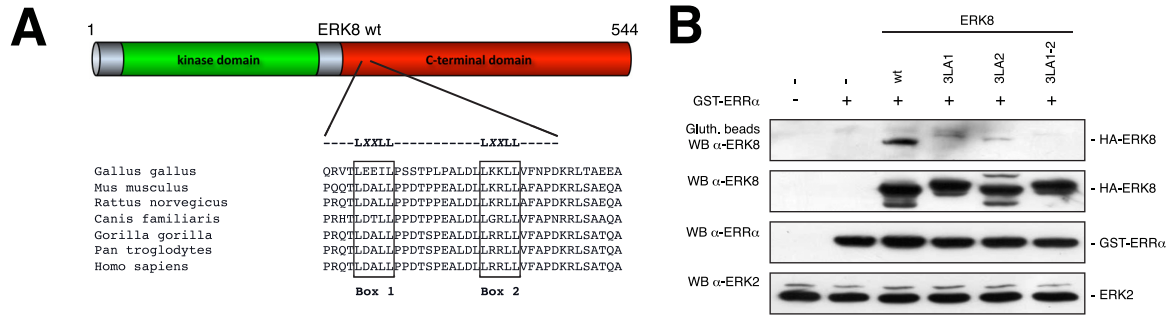 A
1
ERK8 wt
544
kinase domain
C-terminal domain
-----LXXLL-----------LXXLL----
Gallus gallus QRVTLEEILPSSTPLPALDLLKKLLVFNPDKRLTAEEA
Mus musculus PQQTLDALLPPDTPPEALDLLKRLLAFAPDKRLSAEQA
Rattus norvegicus PRQTLDALLPPDTPPEALDLLKRLLAFAPDKRLSAEQA
Canis familiaris PRHTLDTLLPPDTPPEALDLLGRLLVFAPNRRLSAAQA
Gorilla gorilla PRQTLDALLPPDTSPEALDLLRRLLVFAPDKRLSATQA
Pan troglodytes PRQTLDALLPPDTSPEALDLLRRLLVFAPDKRLSATQA
Homo sapiens PRQTLDALLPPDTSPEALDLLRRLLVFAPDKRLSATQA
Box 1 Box 2
B
ERK8
- - wt 3LA1 3LA2 3LA1-2
GST-ERRα - + + + + +
Gluth. beads
WB α-ERK8
- HA-ERK8
WB α-ERK8
- HA-ERK8
WB α-ERRα
- GST-ERRα
WB α-ERK2
- ERK2